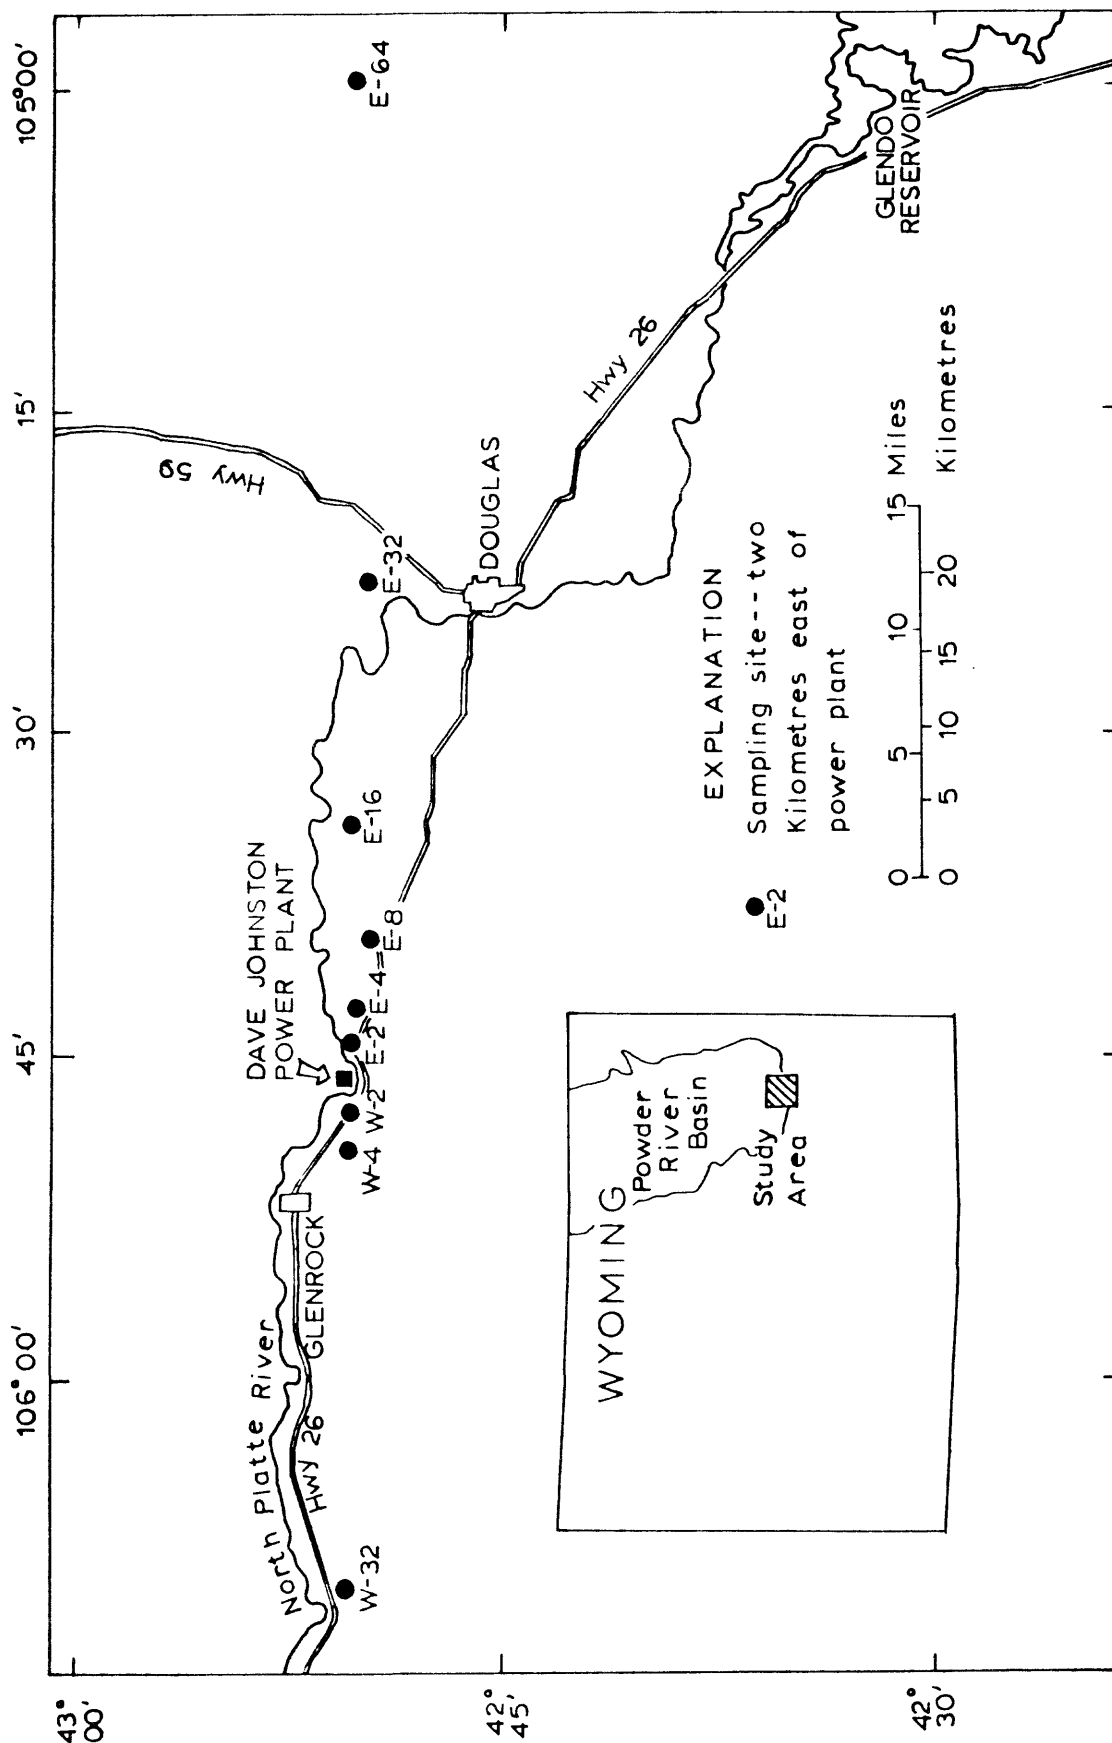 106°00'
45'
30'
15'
105°00'
43°
00'
42°
45'
42°
30'
North Platte River
Hwy 26
GLENROCK
DAVE JOHNSTON
POWER PLANT
W-32
W-4
W-2
E-2
E-4
E-8
E-16
E-32
E-64
Hwy 59
DOUGLAS
Hwy 26
GLENDO
RESERVOIR
WYOMING
Powder
River
Basin
Study
Area
EXPLANATION
E-2
Sampling site---two
Kilometres east of
power plant
0 5 10 15 Miles
0 5 10 15 20 Kilometres